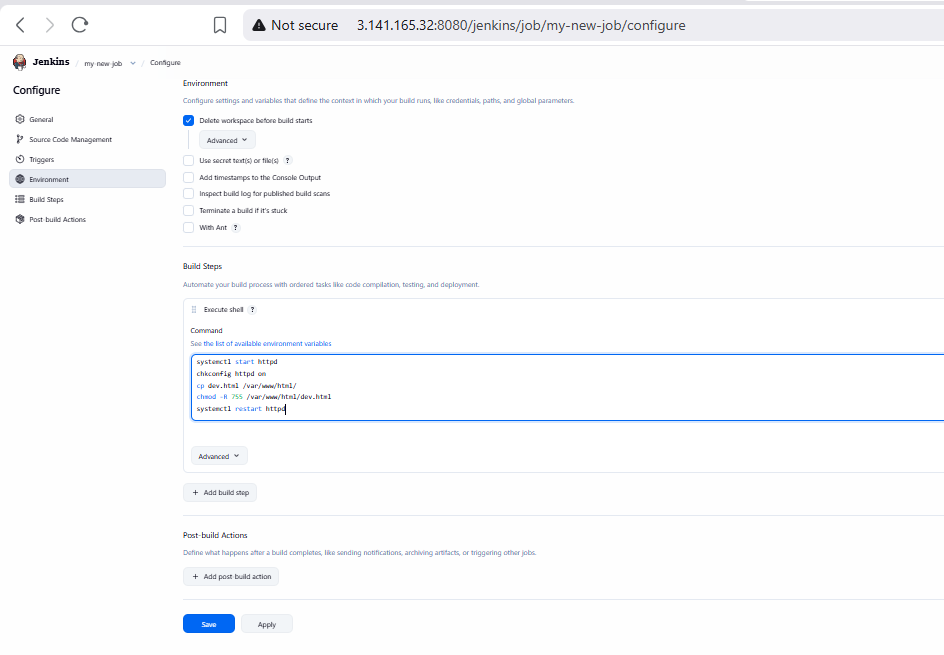 Not secure 3.141.165.32:8080/jenkins/job/my-new-job/configure
Jenkins / my-new-job / Configure
Configure
General
Source Code Management
Triggers
Environment
Build Steps
Post-build Actions
Environment
Configure settings and variables that define the context in which your build runs, like credentials, paths, and global parameters.
Delete workspace before build starts
Advanced
Use secret text(s) or file(s) ?
Add timestamps to the Console Output
Inspect build log for published build scans
Terminate a build if it's stuck
With Ant ?
Build Steps
Automate your build process with ordered tasks like code compilation, testing, and deployment.
Execute shell ?
Command
See the list of available environment variables
systemctl start httpd
chkconfig httpd on
cp dev.html /var/www/html/
chmod -R 755 /var/www/html/dev.html
systemctl restart httpd
Advanced
+ Add build step
Post-build Actions
Define what happens after a build completes, like sending notifications, archiving artifacts, or triggering other jobs.
+ Add post-build action
Save Apply